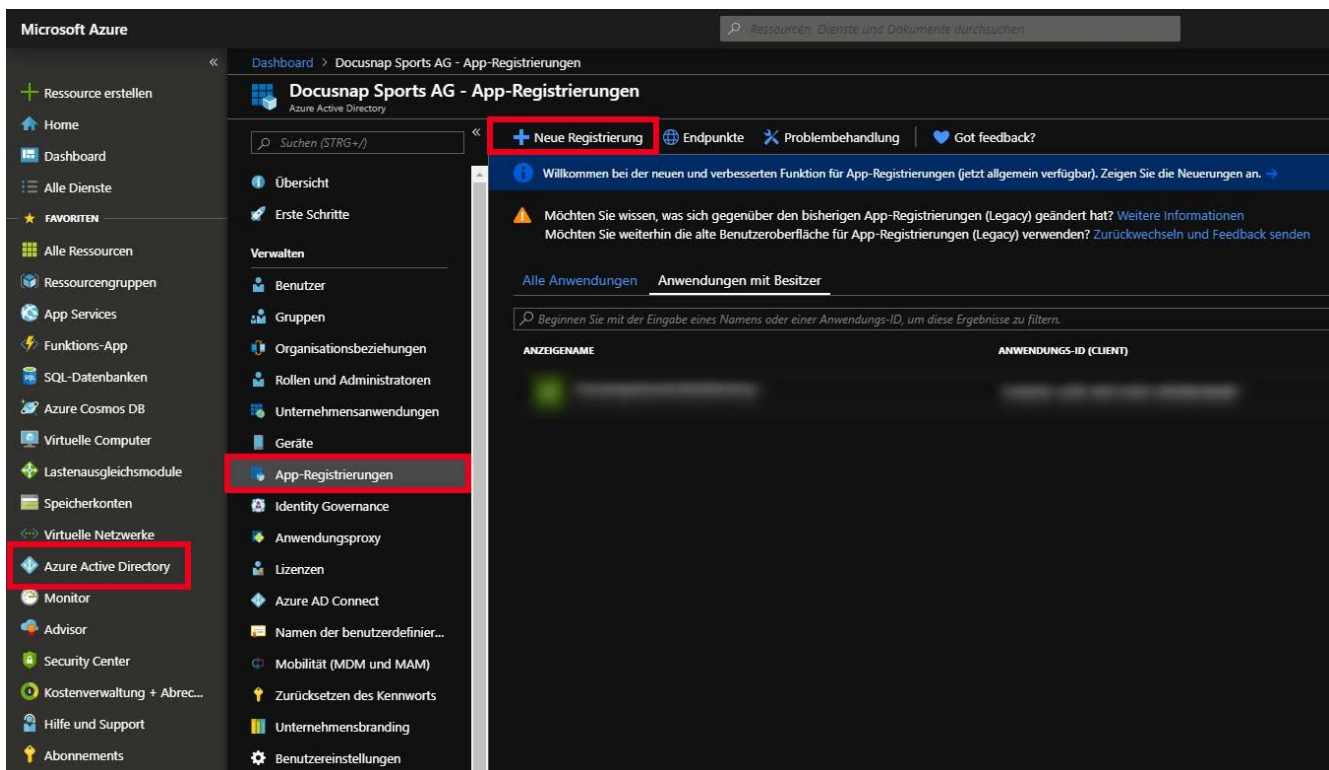 Microsoft Azure
Ressourcen, Dienste und Dokumente durchsuchen
«
Ressource erstellen
Home
Dashboard
Alle Dienste
FAVORITEN
Alle Ressourcen
Ressourcengruppen
App Services
Funktions-App
SQL-Datenbanken
Azure Cosmos DB
Virtuelle Computer
Lastenausgleichsmodule
Speicherkonten
Virtuelle Netzwerke
Azure Active Directory
Monitor
Advisor
Security Center
Kostenverwaltung + Abrec...
Hilfe und Support
Abonnements
Dashboard > Docusnap Sports AG - App-Registrierungen
Docusnap Sports AG - App-Registrierungen
Azure Active Directory
Suchen (STRG+/)
«
Übersicht
Erste Schritte
Verwalten
Benutzer
Gruppen
Organisationsbeziehungen
Rollen und Administratoren
Unternehmensanwendungen
Geräte
App-Registrierungen
Identity Governance
Anwendungsproxy
Lizenzen
Azure AD Connect
Namen der benutzerdefinier...
Mobilität (MDM und MAM)
Zurücksetzen des Kennworts
Unternehmensbranding
Benutzereinstellungen
Neue Registrierung Endpunkte Problembehandlung Got feedback?
Willkommen bei der neuen und verbesserten Funktion für App-Registrierungen (jetzt allgemein verfügbar). Zeigen Sie die Neuerungen an. →
Möchten Sie wissen, was sich gegenüber den bisherigen App-Registrierungen (Legacy) geändert hat? Weitere Informationen
Möchten Sie weiterhin die alte Benutzeroberfläche für App-Registrierungen (Legacy) verwenden? Zurückwechseln und Feedback senden
Alle Anwendungen Anwendungen mit Besitzer
Beginnen Sie mit der Eingabe eines Namens oder einer Anwendungs-ID, um diese Ergebnisse zu filtern.
ANZEIGENAME ANWENDUNGS-ID (CLIENT)